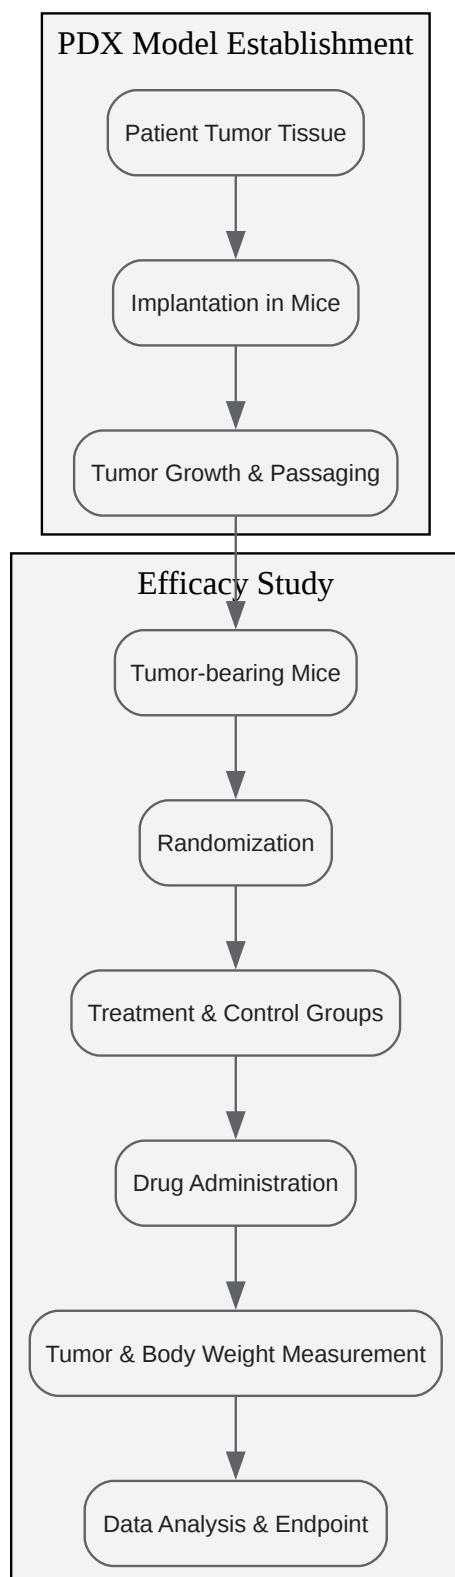 PDX Model Establishment
Patient Tumor Tissue
Implantation in Mice
Tumor Growth & Passaging
Efficacy Study
Tumor-bearing Mice
Randomization
Treatment & Control Groups
Drug Administration
Tumor & Body Weight Measurement
Data Analysis & Endpoint